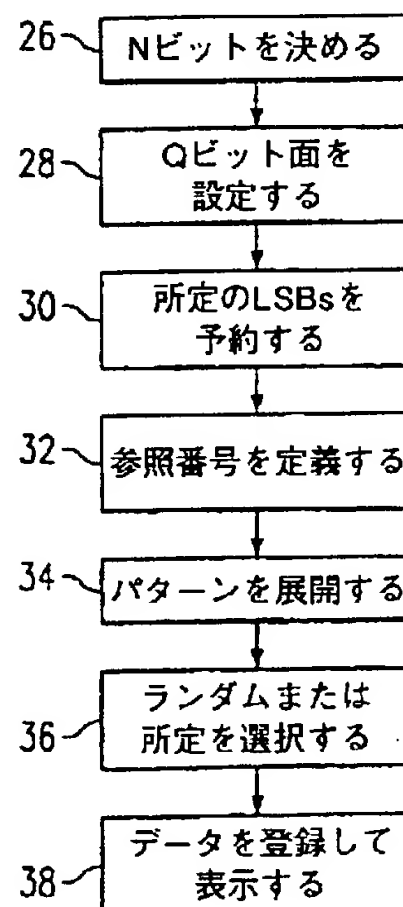 26 Nビットを決める
28 Qビット面を
設定する
30 所定のLSBsを
予約する
32 参照番号を定義する
34 パターンを展開する
36 ランダムまたは
所定を選択する
38 データを登録して
表示する